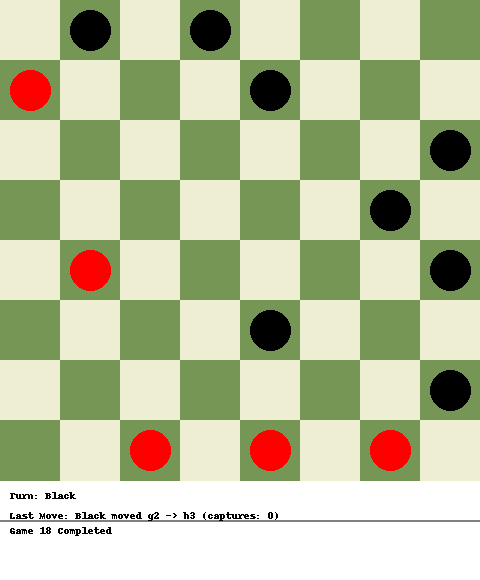 Turn: Black
Last Move: Black moved g2 -> h3 (captures: 0)
Game 18 Completed